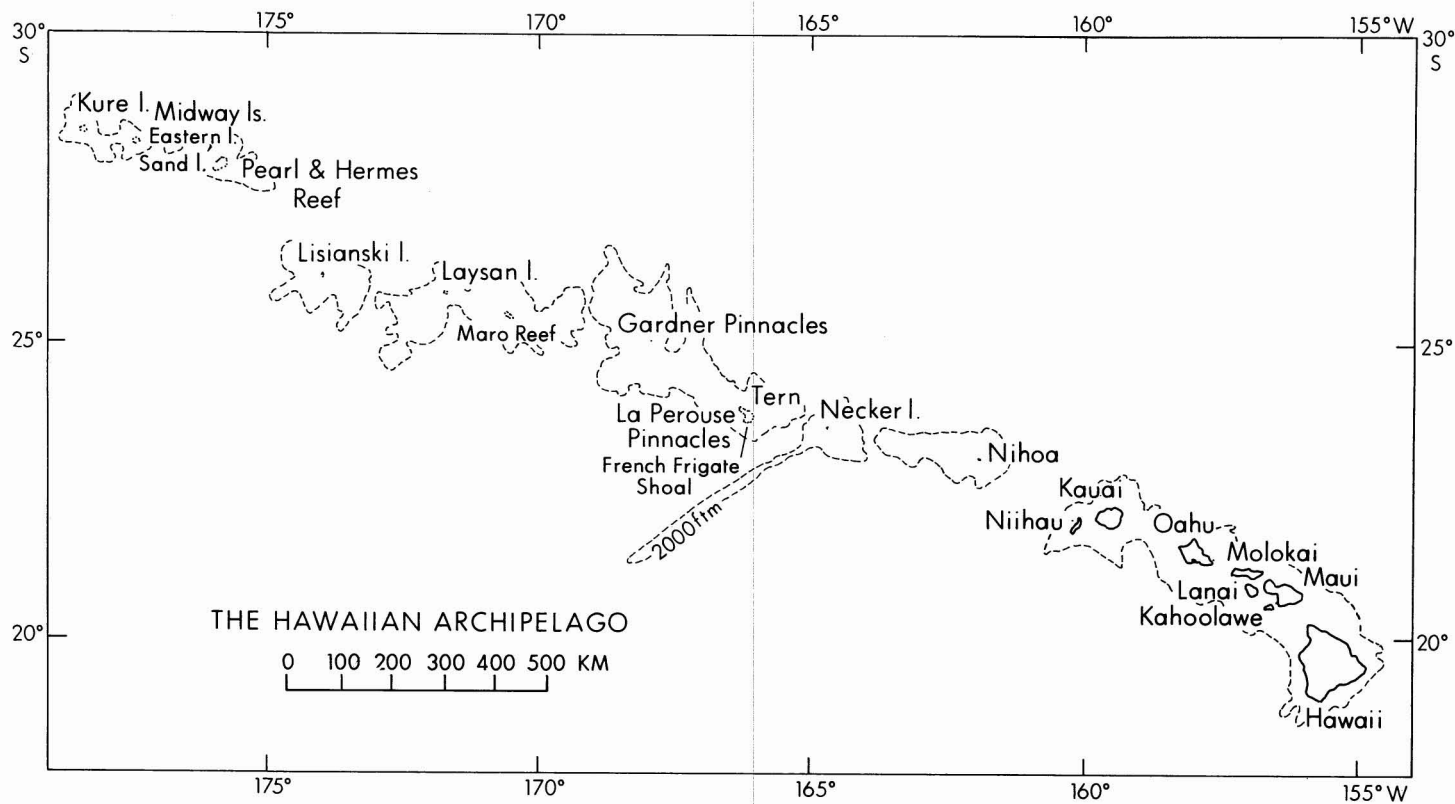 175° 170° 165° 160° 155° W
30° 30°
S S
Kure I. Midway Is.
Eastern I.
Sand I. Pearl & Hermes
Reef
Lisianski I.
Laysan I.
Maro Reef
Gardner Pinnacles
25° 25°
Tern
La Perouse
Pinnacles
French Frigate
Shoal
Necker I.
Nihoa
2000 ftm
Kauai
Niihau
Oahu
Molokai
Maui
Lanai
Kahoolawe
THE HAWAIIAN ARCHIPELAGO
20° 20°
0 100 200 300 400 500 KM
Hawaii
175° 170° 165° 160° 155° W